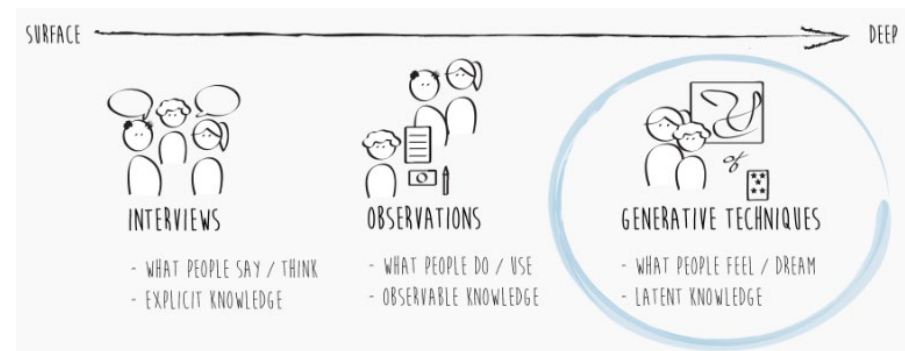 SURFACE
DEEP
INTERVIEWS
- WHAT PEOPLE SAY / THINK
- EXPLICIT KNOWLEDGE
OBSERVATIONS
- WHAT PEOPLE DO / USE
- OBSERVABLE KNOWLEDGE
GENERATIVE TECHNIQUES
- WHAT PEOPLE FEEL / DREAM
- LATENT KNOWLEDGE